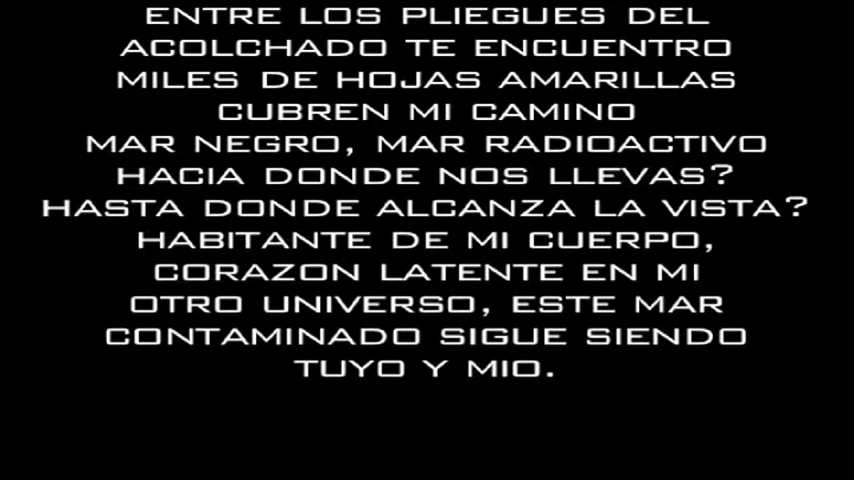 ENTRE LOS PLIEGUES DEL
ACOLCHADO TE ENCUENTRO
MILES DE HOJAS AMARILLAS
CUBREN MI CAMINO
MAR NEGRO, MAR RADIOACTIVO
HACIA DONDE NOS LLEVAS?
HASTA DONDE ALCANZA LA VISTA?
HABITANTE DE MI CUERPO,
CORAZON LATENTE EN MI
OTRO UNIVERSO, ESTE MAR
CONTAMINADO SIGUE SIENDO
TUYO Y MIO.